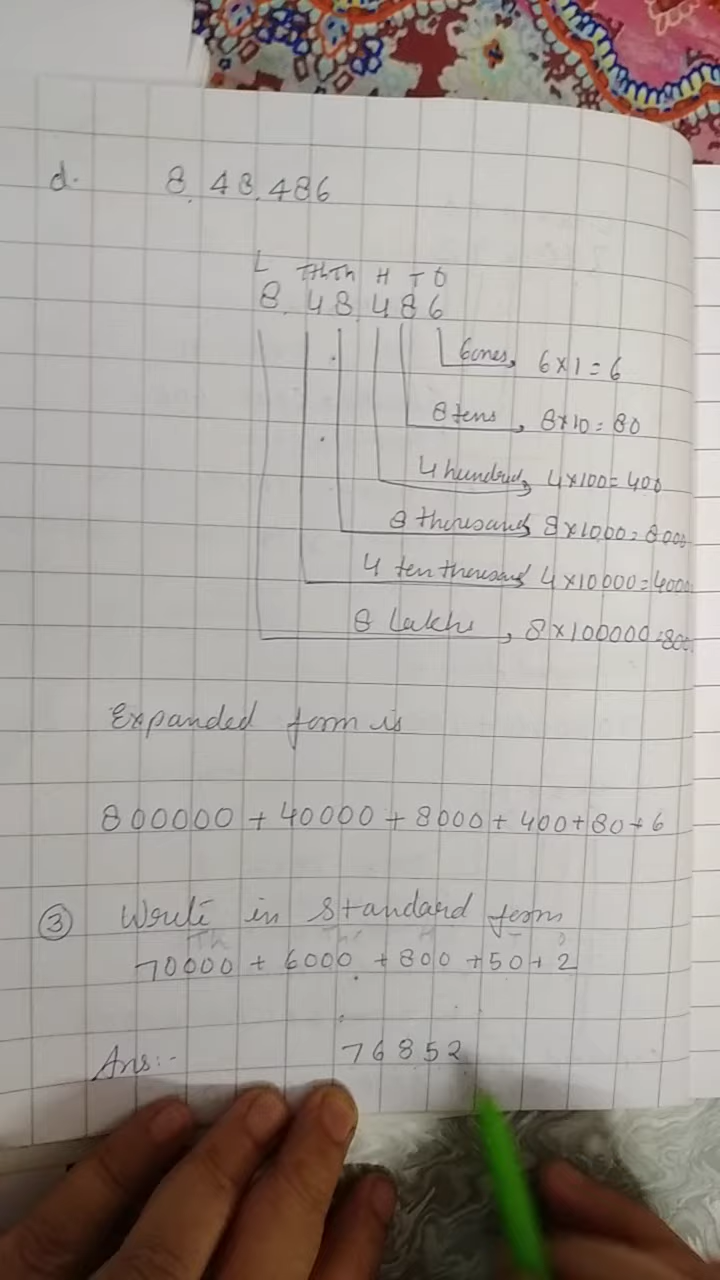 d. 8,48,486
L TTh Th H T O
8,48,486
6 ones, 6×1=6
8 tens, 8×10=80
4 hundred, 4×100=400
8 thousand, 8×1000=8000
4 ten thousand 4×10000=4000
8 lakhs, 8×100000=80
Expanded form is
800000 + 40000 + 8000 + 400+80+6
③ Write in standard form
Th Th H T O
70000 + 6000 + 800 + 50 + 2
Ans:- 76852